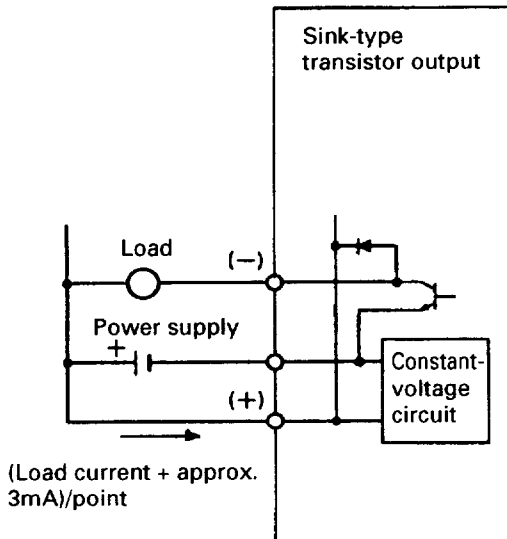 Sink-type
transistor output
Load
(−)
Power supply
+
(+)
Constant-
voltage
circuit
(Load current + approx.
3mA)/point